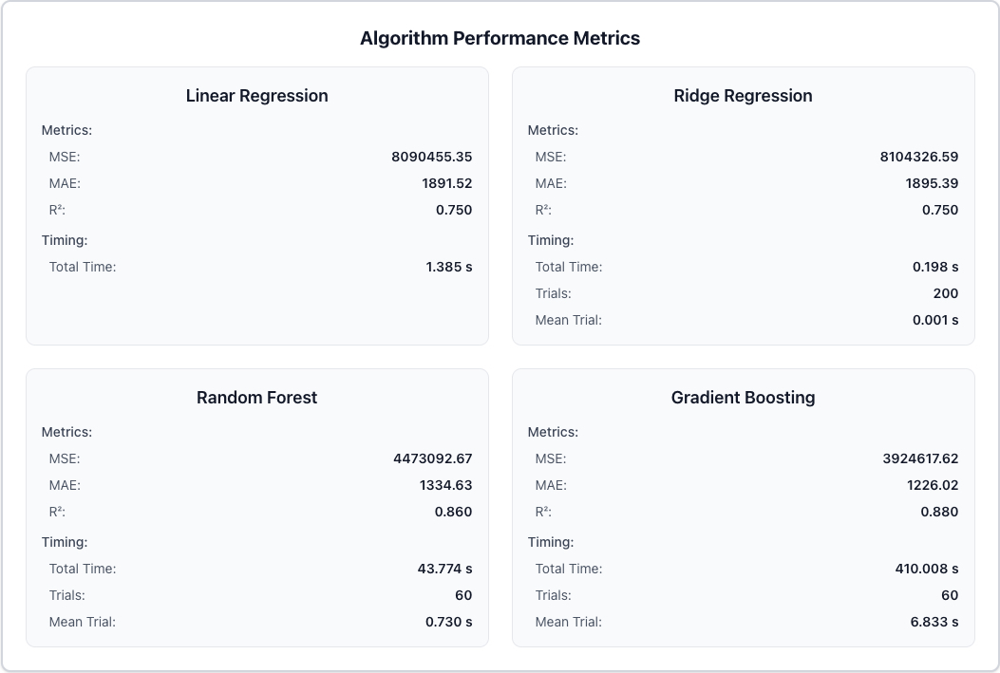 Algorithm Performance Metrics
Linear Regression
Metrics:
MSE: 8090455.35
MAE: 1891.52
R²: 0.750
Timing:
Total Time: 1.385 s
Ridge Regression
Metrics:
MSE: 8104326.59
MAE: 1895.39
R²: 0.750
Timing:
Total Time: 0.198 s
Trials: 200
Mean Trial: 0.001 s
Random Forest
Metrics:
MSE: 4473092.67
MAE: 1334.63
R²: 0.860
Timing:
Total Time: 43.774 s
Trials: 60
Mean Trial: 0.730 s
Gradient Boosting
Metrics:
MSE: 3924617.62
MAE: 1226.02
R²: 0.880
Timing:
Total Time: 410.008 s
Trials: 60
Mean Trial: 6.833 s